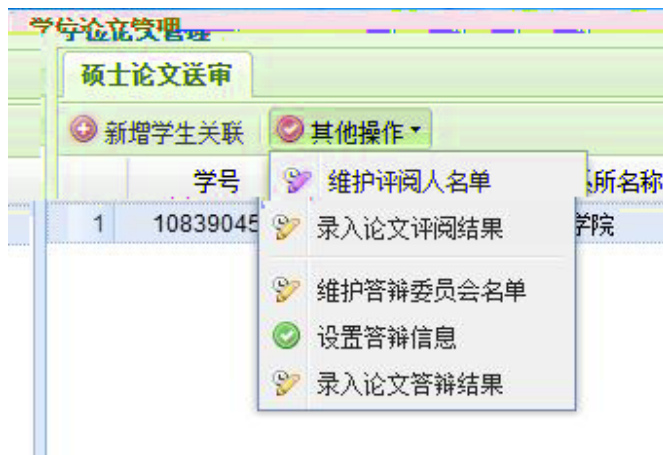 学位论文管理
硕士论文送审
新增学生关联 其他操作
学号 系所名称
维护评阅人名单
1 10839045 学院
录入论文评阅结果
维护答辩委员会名单
设置答辩信息
录入论文答辩结果